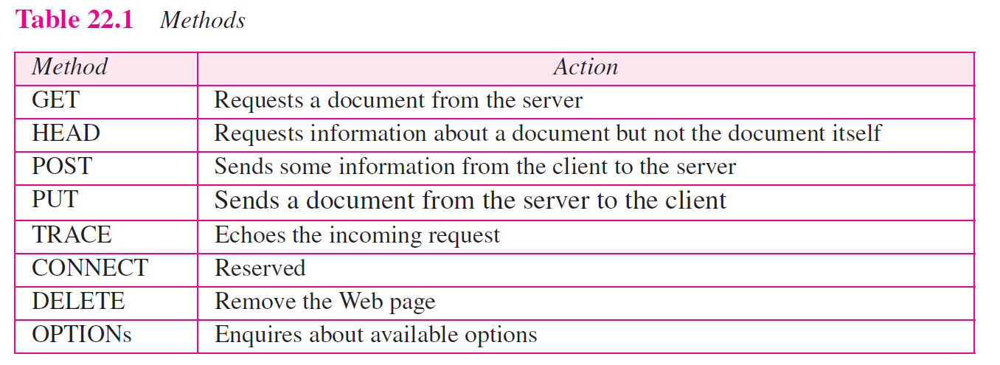 Table 22.1 Methods
Method Action
GET Requests a document from the server
HEAD Requests information about a document but not the document itself
POST Sends some information from the client to the server
PUT Sends a document from the server to the client
TRACE Echoes the incoming request
CONNECT Reserved
DELETE Remove the Web page
OPTIONs Enquires about available options